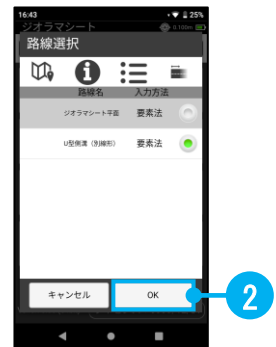 16:43
25%
ジオラマシート
0.100m
路線選択
路線名 入力方法
ジオラマシート平面 要素法
U型側溝（別線形） 要素法
キャンセル OK
2